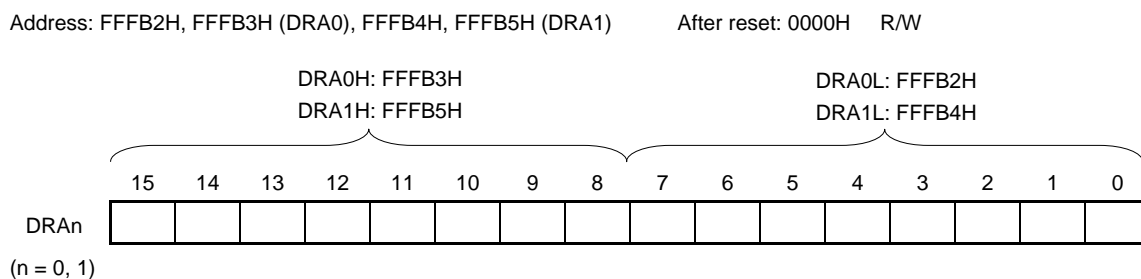 Address: FFFB2H, FFFB3H (DRA0), FFFB4H, FFFB5H (DRA1) After reset: 0000H R/W
DRA0H: FFFB3H DRA0L: FFFB2H
DRA1H: FFFB5H DRA1L: FFFB4H
15 14 13 12 11 10 9 8 7 6 5 4 3 2 1 0
DRAn
(n = 0, 1)